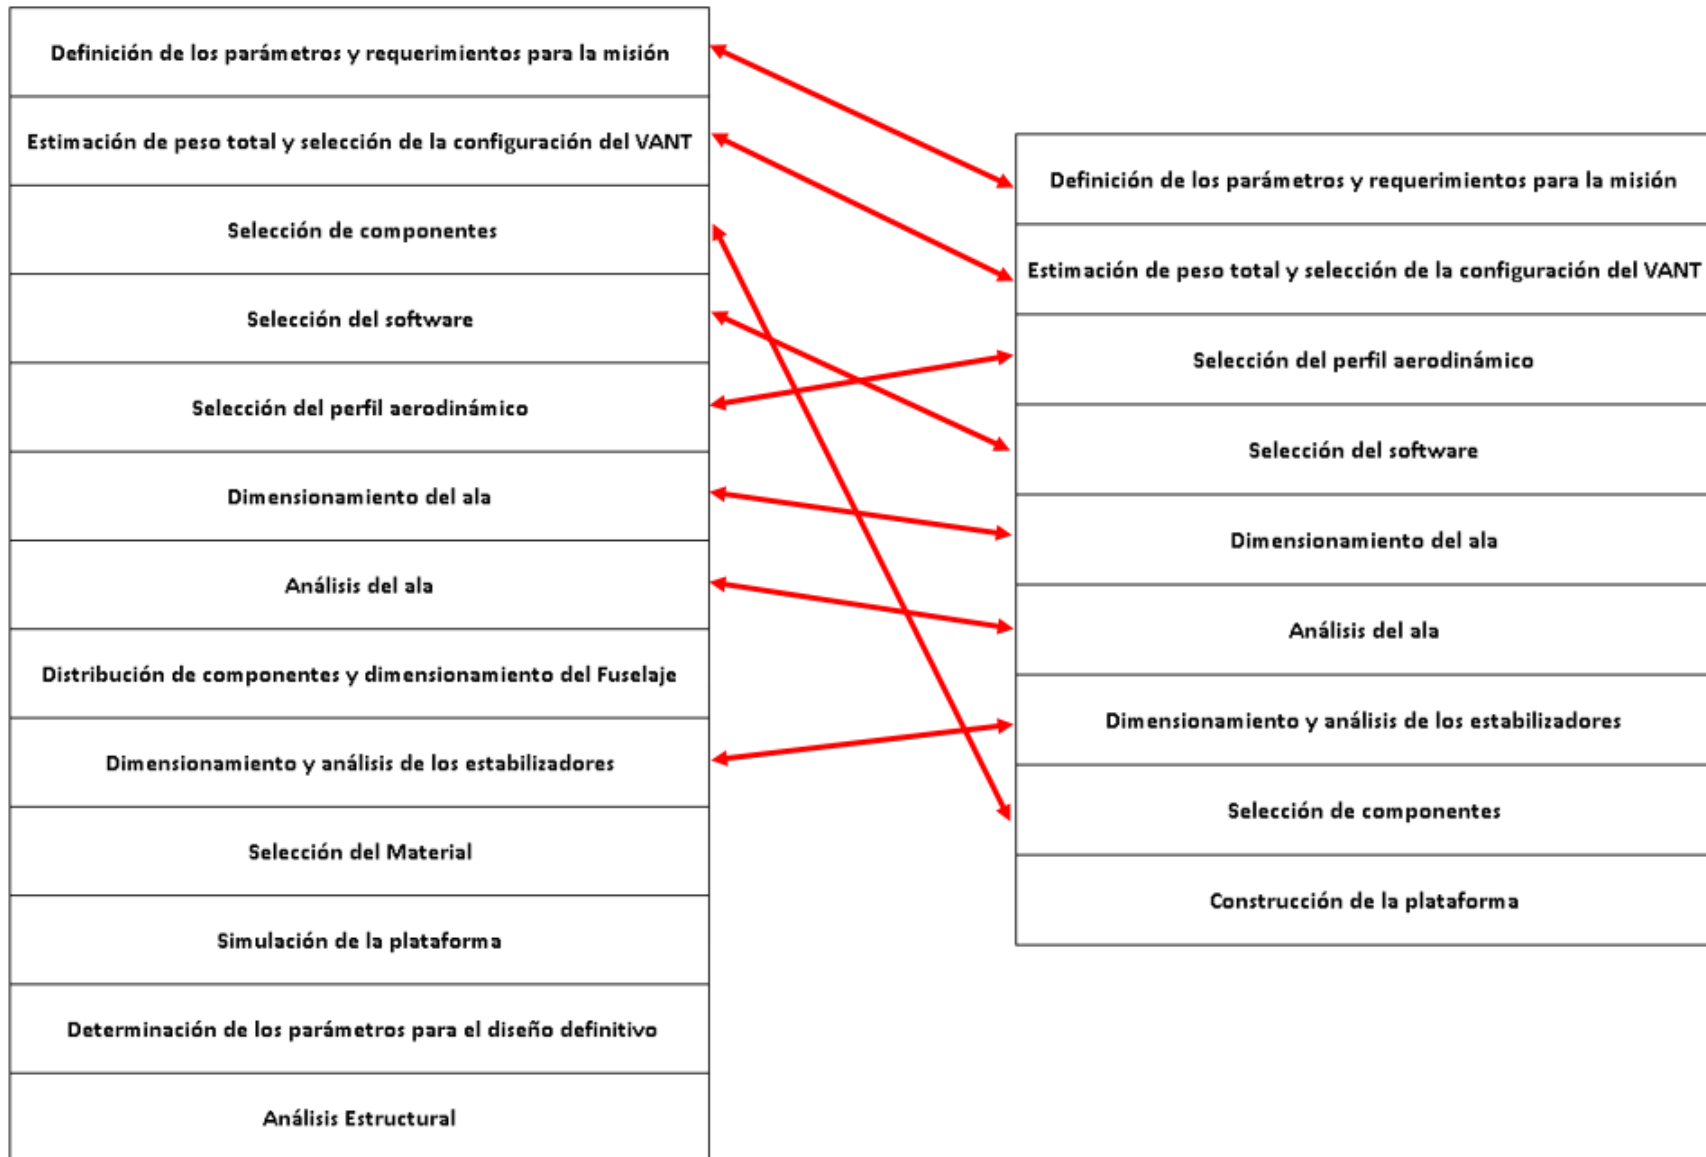 Definición de los parámetros y requerimientos para la misión
Estimación de peso total y selección de la configuración del VANT
Selección de componentes
Selección del software
Selección del perfil aerodinámico
Dimensionamiento del ala
Análisis del ala
Distribución de componentes y dimensionamiento del Fuselaje
Dimensionamiento y análisis de los estabilizadores
Selección del Material
Simulación de la plataforma
Determinación de los parámetros para el diseño definitivo
Análisis Estructural
Definición de los parámetros y requerimientos para la misión
Estimación de peso total y selección de la configuración del VANT
Selección del perfil aerodinámico
Selección del software
Dimensionamiento del ala
Análisis del ala
Dimensionamiento y análisis de los estabilizadores
Selección de componentes
Construcción de la plataforma